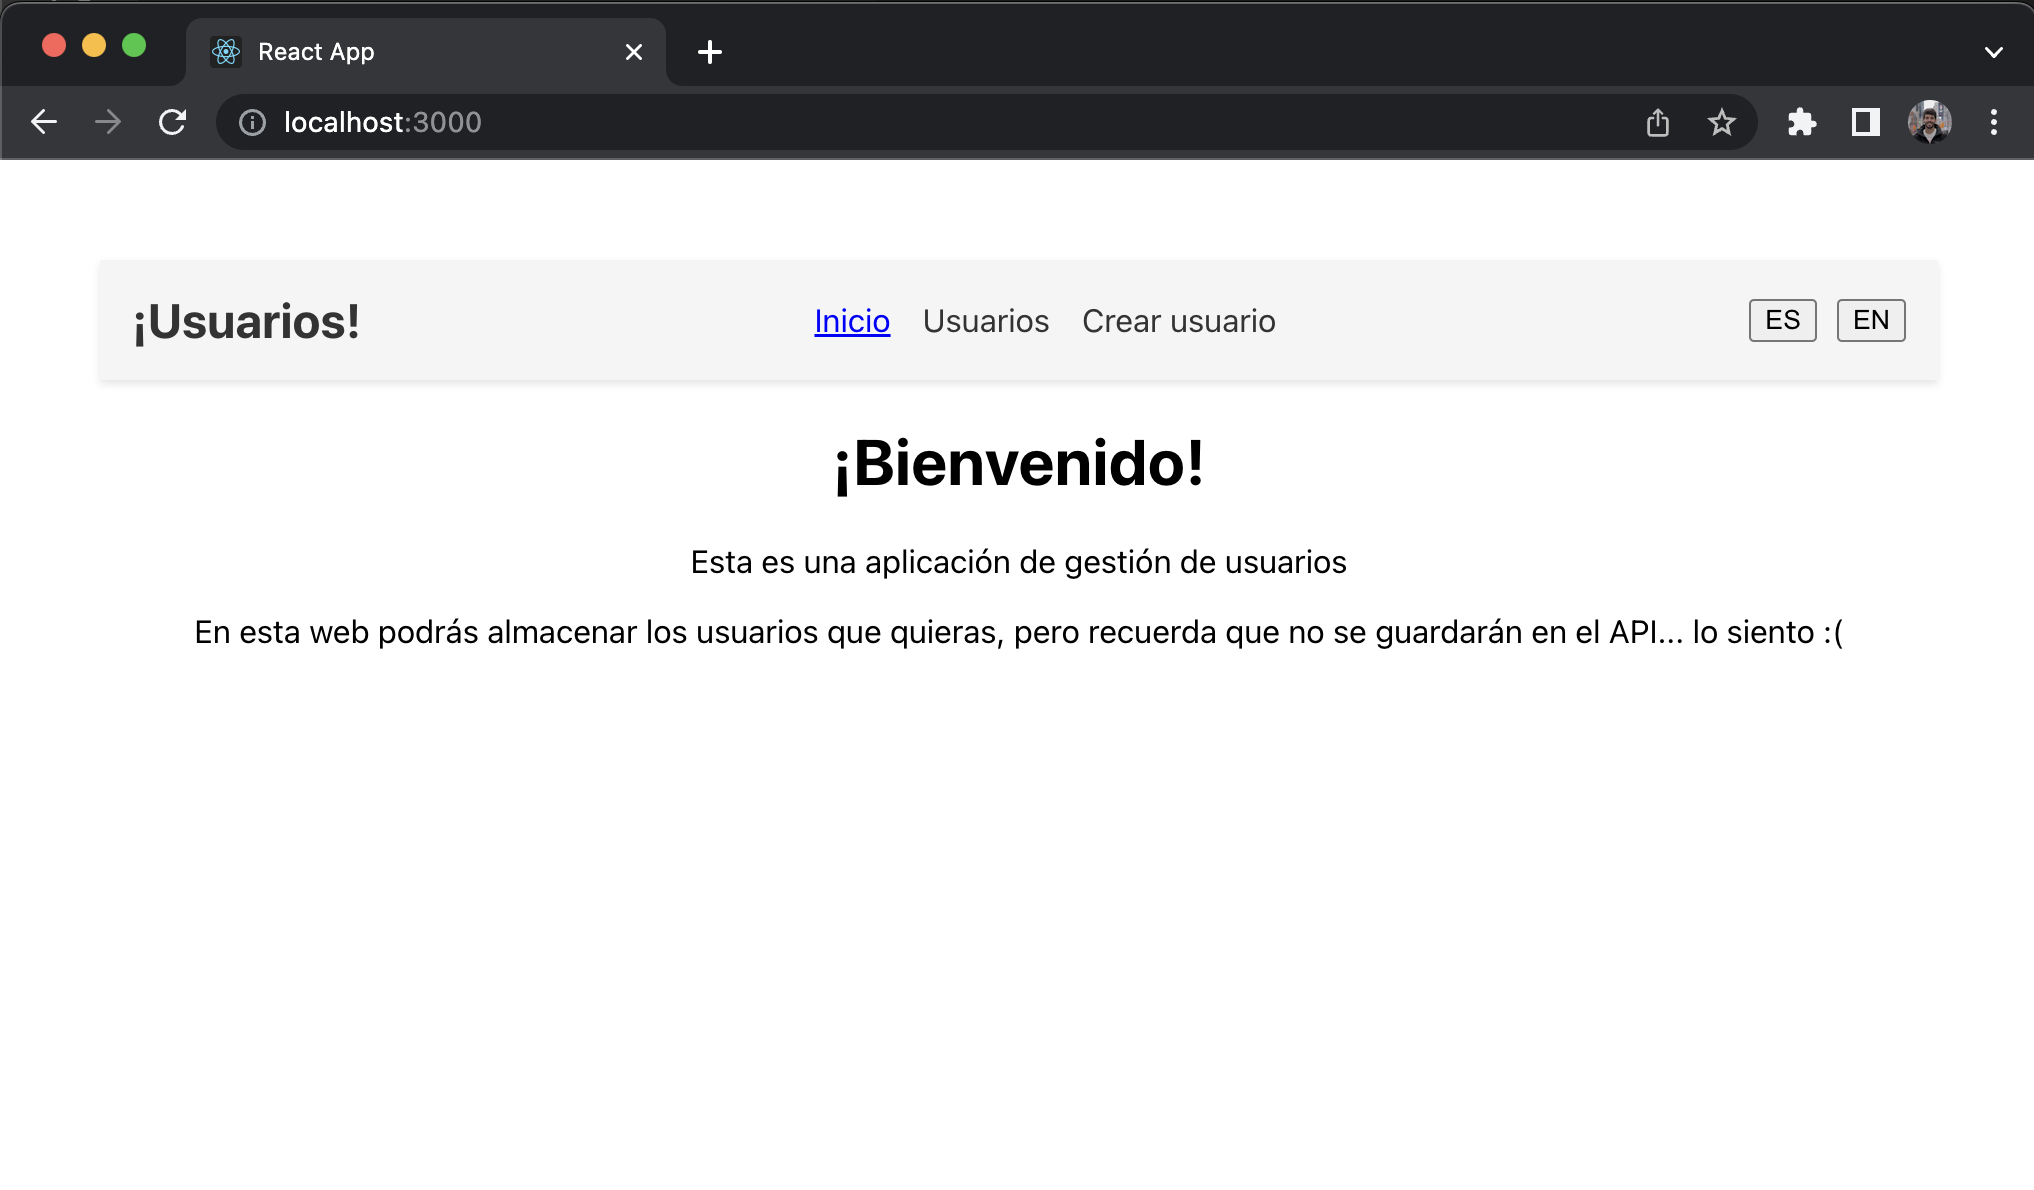 React App
localhost:3000
¡Usuarios!
Inicio Usuarios Crear usuario
ES EN
¡Bienvenido!
Esta es una aplicación de gestión de usuarios
En esta web podrás almacenar los usuarios que quieras, pero recuerda que no se guardarán en el API... lo siento :(